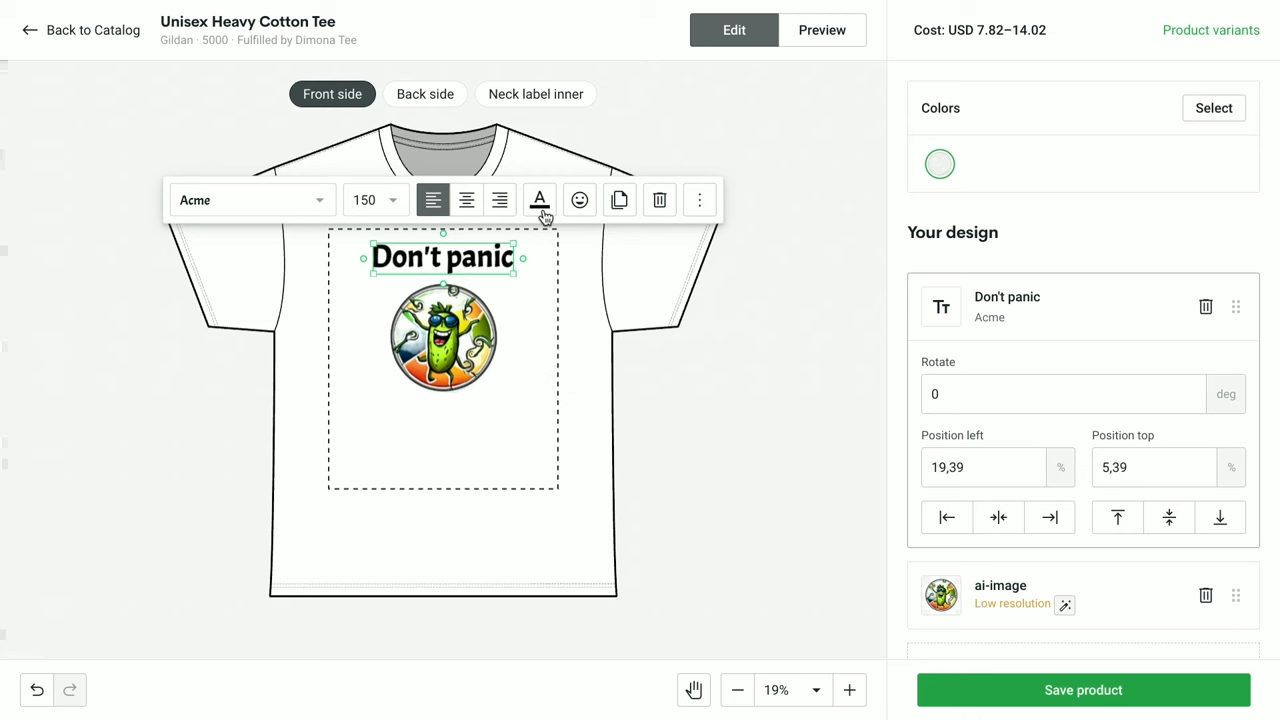 Back to Catalog
Unisex Heavy Cotton Tee
Gildan · 5000 · Fulfilled by Dimona Tee
Edit
Preview
Cost: USD 7.82–14.02
Product variants
Front side
Back side
Neck label inner
Colors
Select
Acme
150
A
Don't panic
Your design
TT
Don't panic
Acme
Rotate
0
deg
Position left
Position top
19,39
%
5,39
%
ai-image
Low resolution
19%
Save product